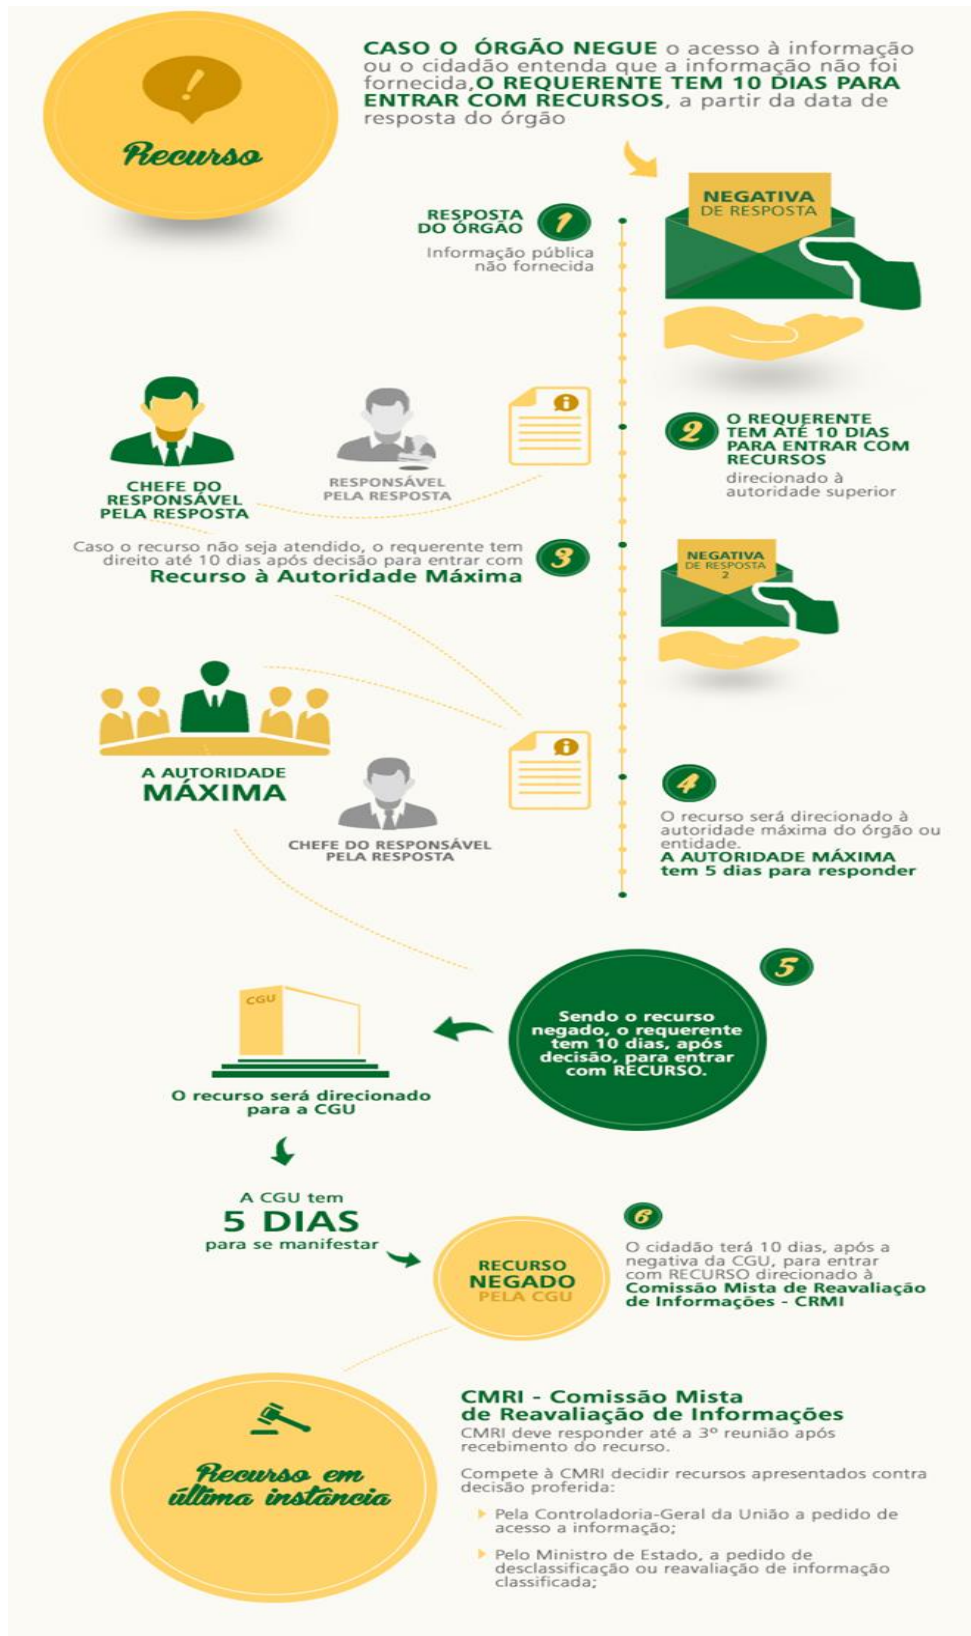 Recurso
CASO O ÓRGÃO NEGUE o acesso à informação
ou o cidadão entenda que a informação não foi
fornecida,O REQUERENTE TEM 10 DIAS PARA
ENTRAR COM RECURSOS, a partir da data de
resposta do órgão
NEGATIVA
DE RESPOSTA
RESPOSTA
DO ÓRGÃO
1
Informação pública
não fornecida
2
O REQUERENTE
TEM ATÉ 10 DIAS
PARA ENTRAR COM
RECURSOS
direcionado à
autoridade superior
CHEFE DO
RESPONSÁVEL
PELA RESPOSTA
RESPONSÁVEL
PELA RESPOSTA
Caso o recurso não seja atendido, o requerente tem
direito até 10 dias após decisão para entrar com
Recurso à Autoridade Máxima
3
NEGATIVA
DE RESPOSTA
2
A AUTORIDADE
MÁXIMA
CHEFE DO RESPONSÁVEL
PELA RESPOSTA
4
O recurso será direcionado à
autoridade máxima do órgão ou
entidade.
A AUTORIDADE MÁXIMA
tem 5 dias para responder
5
Sendo o recurso
negado, o requerente
tem 10 dias, após
decisão, para entrar
com RECURSO.
CGU
O recurso será direcionado
para a CGU
A CGU tem
5 DIAS
para se manifestar
RECURSO
NEGADO
PELA CGU
6
O cidadão terá 10 dias, após a
negativa da CGU, para entrar
com RECURSO direcionado à
Comissão Mista de Reavaliação
de Informações - CRMI
Recurso em
última instância
CMRI - Comissão Mista
de Reavaliação de Informações
CMRI deve responder até a 3º reunião após
recebimento do recurso.
Compete à CMRI decidir recursos apresentados contra
decisão proferida:
Pela Controladoria-Geral da União a pedido de
acesso a informação;
Pelo Ministro de Estado, a pedido de
desclassificação ou reavaliação de informação
classificada;